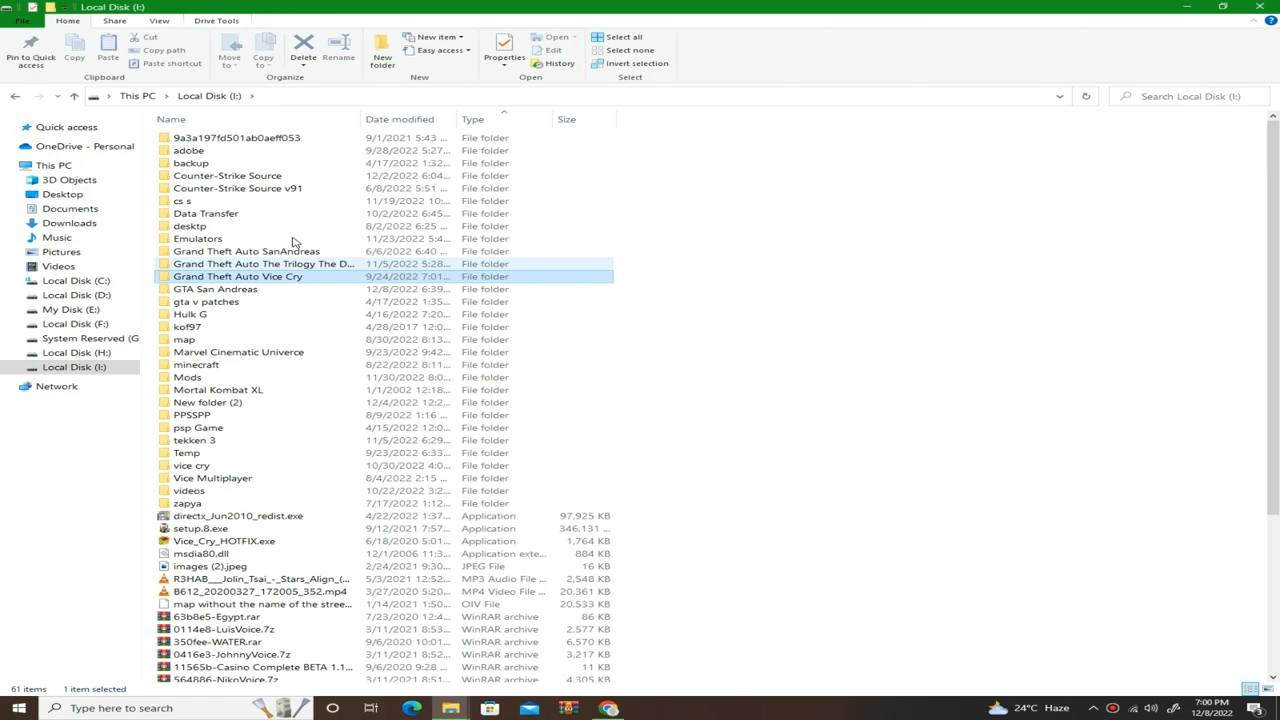 Local Disk (I:)
File Home Share View Drive Tools
Pin to Quick access
Copy
Paste
Cut
Copy path
Paste shortcut
Clipboard
Move to
Copy to
Delete
Rename
Organize
New folder
New item
Easy access
New
Properties
Open
Edit
History
Open
Select all
Select none
Invert selection
Select
This PC > Local Disk (I:) >
Search Local Disk (I:)
Quick access
OneDrive - Personal
This PC
3D Objects
Desktop
Documents
Downloads
Music
Pictures
Videos
Local Disk (C:)
Local Disk (D:)
My Disk (E:)
Local Disk (F:)
System Reserved (G
Local Disk (H:)
Local Disk (I:)
Network
Name Date modified Type Size
9a3a197fd501ab0aeff053 9/1/2021 5:43 ... File folder
adobe 9/28/2022 5:27... File folder
backup 4/17/2022 1:32... File folder
Counter-Strike Source 12/2/2022 6:04... File folder
Counter-Strike Source v91 6/8/2022 5:51 ... File folder
cs s 11/19/2022 10:... File folder
Data Transfer 10/2/2022 6:45... File folder
desktp 8/2/2022 6:25 ... File folder
Emulators 11/23/2022 5:4... File folder
Grand Theft Auto SanAndreas 6/6/2022 6:40 ... File folder
Grand Theft Auto The Trilogy The D... 11/5/2022 5:28... File folder
Grand Theft Auto Vice Cry 9/24/2022 7:01... File folder
GTA San Andreas 12/8/2022 6:39... File folder
gta v patches 4/17/2022 1:35... File folder
Hulk G 4/16/2022 7:20... File folder
kof97 4/28/2017 12:0... File folder
map 8/30/2022 8:13... File folder
Marvel Cinematic Univerce 9/23/2022 9:42... File folder
minecraft 8/22/2022 8:11... File folder
Mods 11/30/2022 8:0... File folder
Mortal Kombat XL 1/1/2002 12:18... File folder
New folder (2) 12/4/2022 12:2... File folder
PPSSPP 8/9/2022 1:16 ... File folder
psp Game 4/15/2022 12:4... File folder
tekken 3 11/5/2022 6:29... File folder
Temp 9/23/2022 6:33... File folder
vice cry 10/30/2022 4:0... File folder
Vice Multiplayer 8/4/2022 2:15 ... File folder
videos 10/22/2022 3:2... File folder
zapya 7/17/2022 1:12... File folder
directx_Jun2010_redist.exe 4/22/2022 1:37... Application 97,925 KB
setup.8.exe 9/12/2021 7:57... Application 346,131 ...
Vice_Cry_HOTFIX.exe 6/18/2020 5:01... Application 1,764 KB
msdia80.dll 12/1/2006 11:3... Application exte... 884 KB
images (2).jpeg 2/24/2021 9:30... JPEG File 16 KB
R3HAB___Jolin_Tsai_-_Stars_Align_(... 5/3/2021 12:52... MP3 Audio File ... 2,548 KB
B612_20200327_172005_352.mp4 3/27/2020 5:20... MP4 Video File ... 20,361 KB
map without the name of the stree... 1/14/2021 1:50... OIV File 20,533 KB
63b8e5-Egypt.rar 7/23/2020 12:4... WinRAR archive 86 KB
0114e8-LuisVoice.7z 3/11/2021 8:53... WinRAR archive 2,577 KB
350fee-WATER.rar 9/6/2020 10:01... WinRAR archive 6,570 KB
0416e3-JohnnyVoice.7z 3/11/2021 8:52... WinRAR archive 3,217 KB
11565b-Casino Complete BETA 1.1... 9/6/2020 9:28 ... WinRAR archive 11 KB
564886-NikoVoice.7z 3/11/2021 8:51... WinRAR archive 4,305 KB
61 items 1 item selected
Type here to search
24°C Haze
7:00 PM
12/8/2022
3